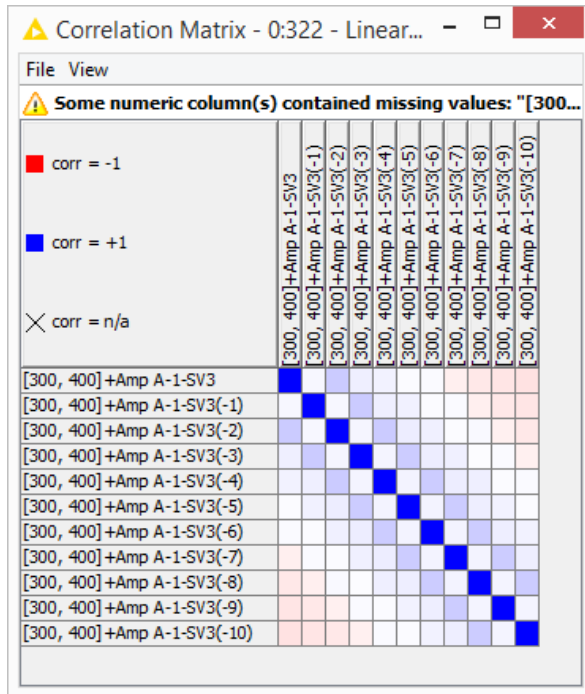 Correlation Matrix - 0:322 - Linear...
File View
Some numeric column(s) contained missing values: "[300...
corr = -1
corr = +1
corr = n/a
[300, 400]+Amp A-1-SV3
[300, 400]+Amp A-1-SV3(-1)
[300, 400]+Amp A-1-SV3(-2)
[300, 400]+Amp A-1-SV3(-3)
[300, 400]+Amp A-1-SV3(-4)
[300, 400]+Amp A-1-SV3(-5)
[300, 400]+Amp A-1-SV3(-6)
[300, 400]+Amp A-1-SV3(-7)
[300, 400]+Amp A-1-SV3(-8)
[300, 400]+Amp A-1-SV3(-9)
[300, 400]+Amp A-1-SV3(-10)
[300, 400]+Amp A-1-SV3
[300, 400]+Amp A-1-SV3(-1)
[300, 400]+Amp A-1-SV3(-2)
[300, 400]+Amp A-1-SV3(-3)
[300, 400]+Amp A-1-SV3(-4)
[300, 400]+Amp A-1-SV3(-5)
[300, 400]+Amp A-1-SV3(-6)
[300, 400]+Amp A-1-SV3(-7)
[300, 400]+Amp A-1-SV3(-8)
[300, 400]+Amp A-1-SV3(-9)
[300, 400]+Amp A-1-SV3(-10)